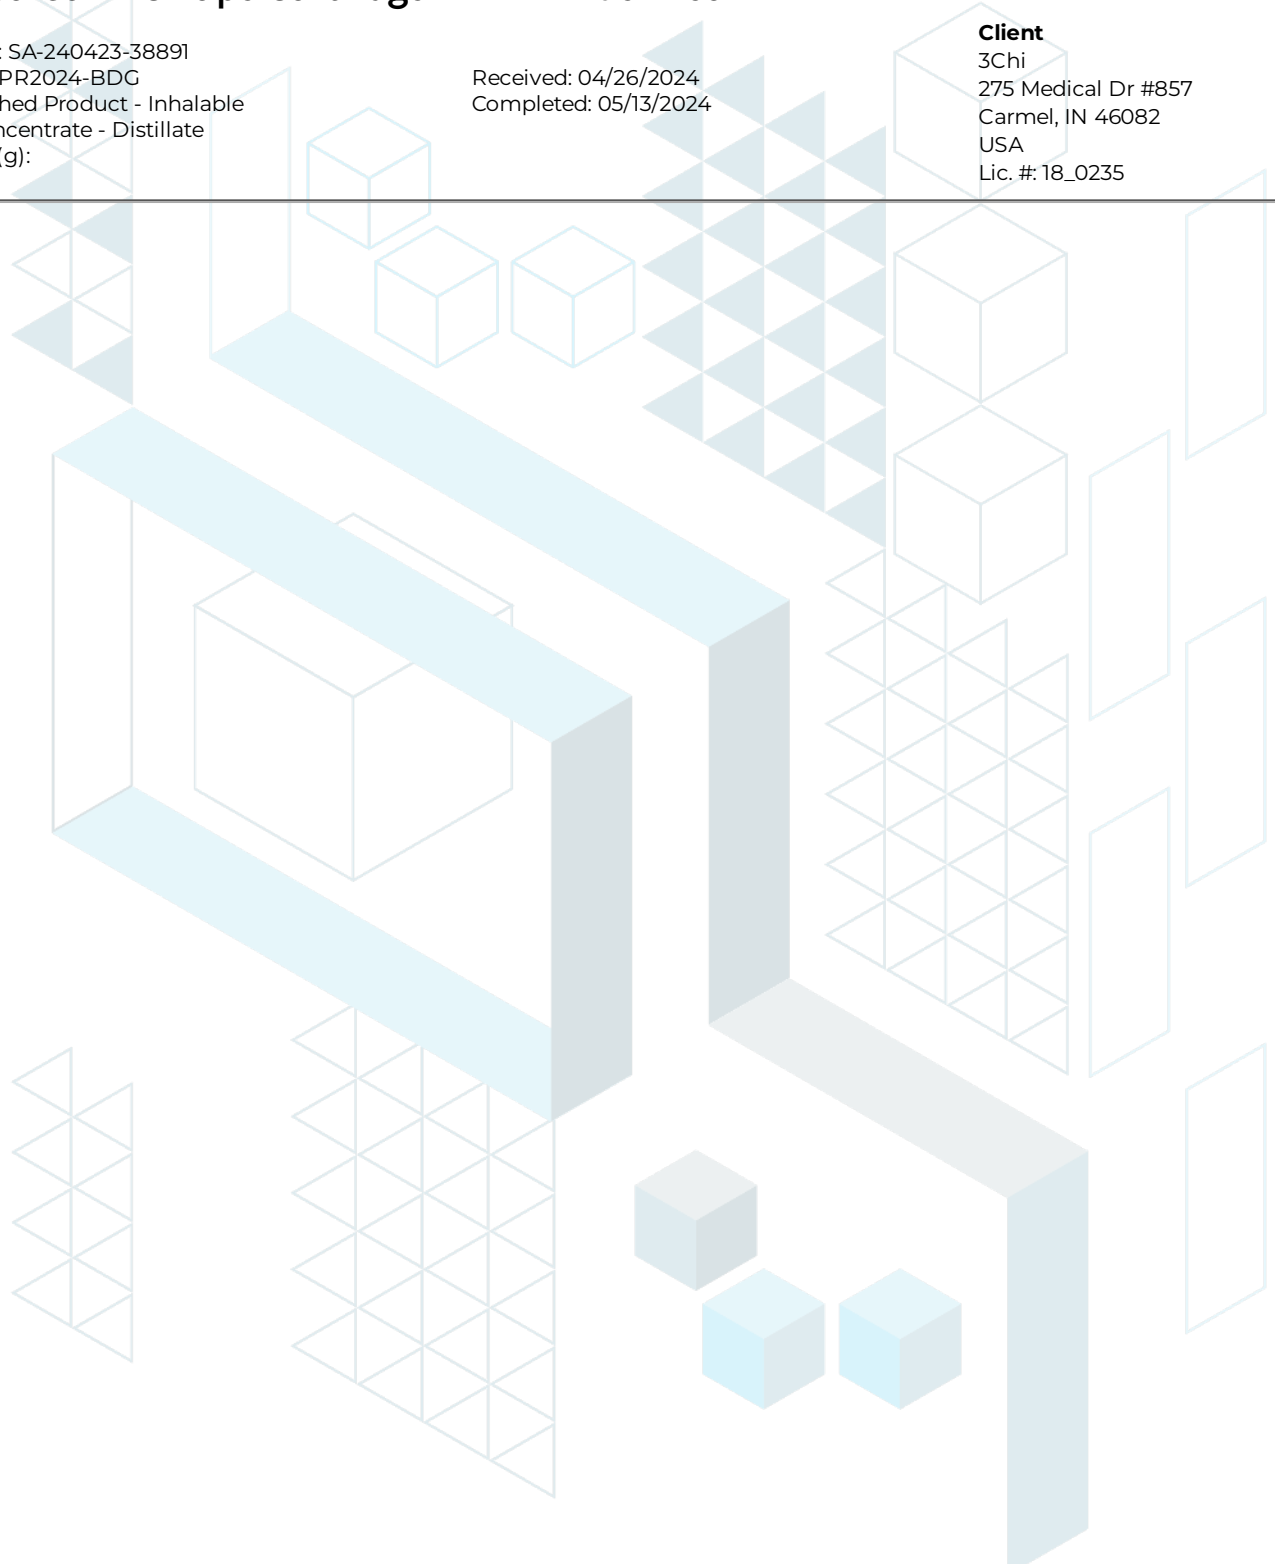 : SA-240423-38891
PR2024-BDG
hed Product - Inhalable
ncentrate - Distillate
(g):
Received: 04/26/2024
Completed: 05/13/2024
Client
3Chi
275 Medical Dr #857
Carmel, IN 46082
USA
Lic. #: 18_0235